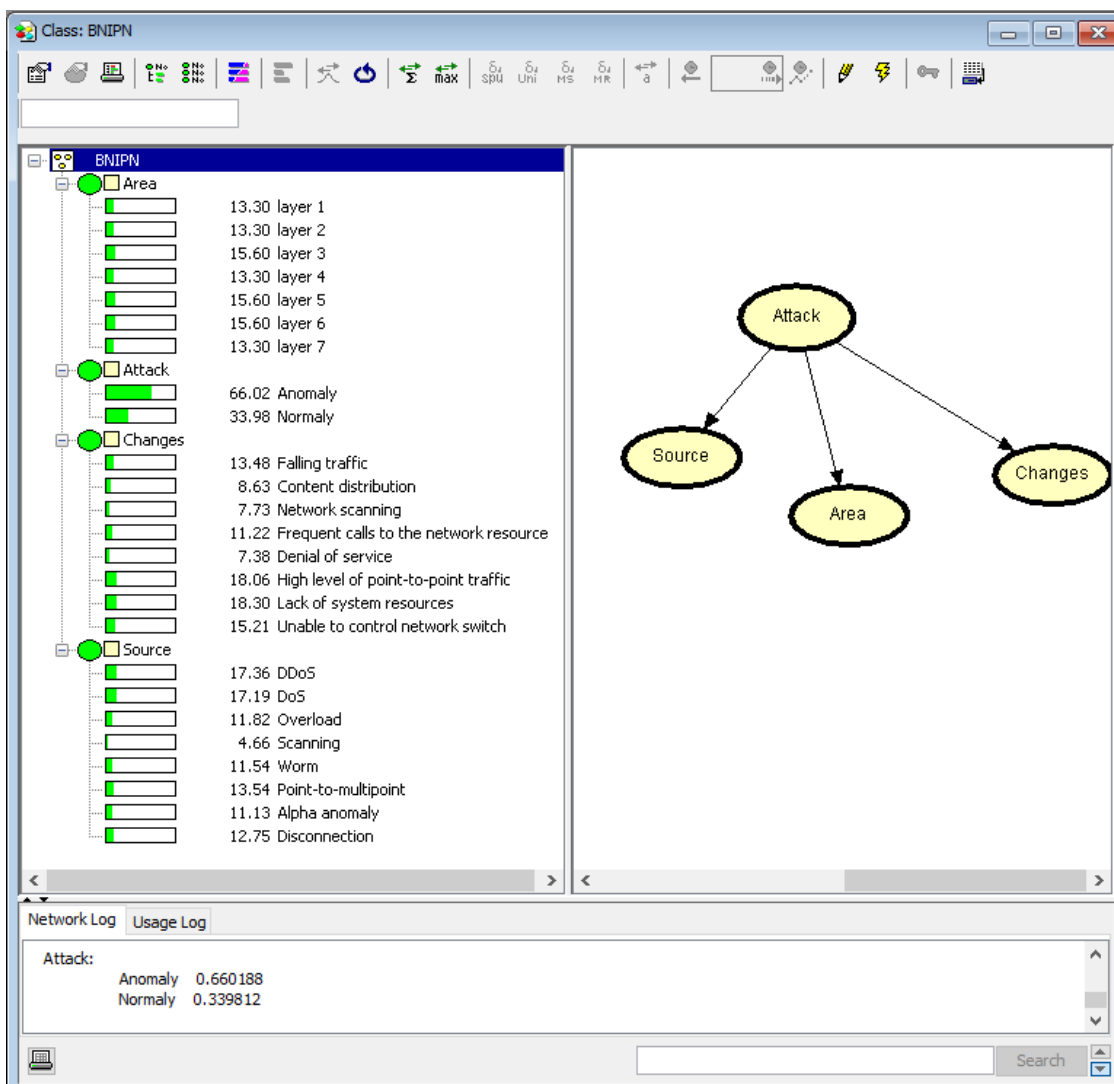 Class: BNIPN
BNIPN
Area
13.30 layer 1
13.30 layer 2
15.60 layer 3
13.30 layer 4
15.60 layer 5
15.60 layer 6
13.30 layer 7
Attack
66.02 Anomaly
33.98 Normaly
Changes
13.48 Falling traffic
8.63 Content distribution
7.73 Network scanning
11.22 Frequent calls to the network resource
7.38 Denial of service
18.06 High level of point-to-point traffic
18.30 Lack of system resources
15.21 Unable to control network switch
Source
17.36 DDoS
17.19 DoS
11.82 Overload
4.66 Scanning
11.54 Worm
13.54 Point-to-multipoint
11.13 Alpha anomaly
12.75 Disconnection
Attack
Source
Area
Changes
Network Log Usage Log
Attack:
Anomaly 0.660188
Normaly 0.339812
Search